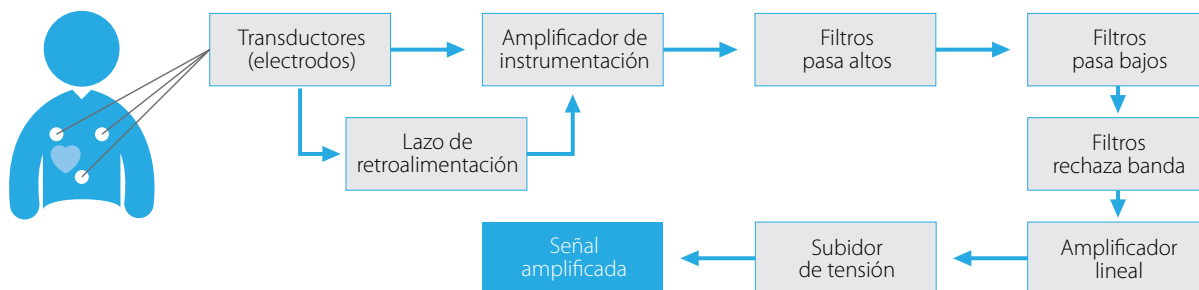 Transductores
(electrodos)
Amplificador de
instrumentación
Filtros
pasa altos
Filtros
pasa bajos
Lazo de
retroalimentación
Filtros
rechaza banda
Señal
amplificada
Subidor
de tensión
Amplificador
lineal